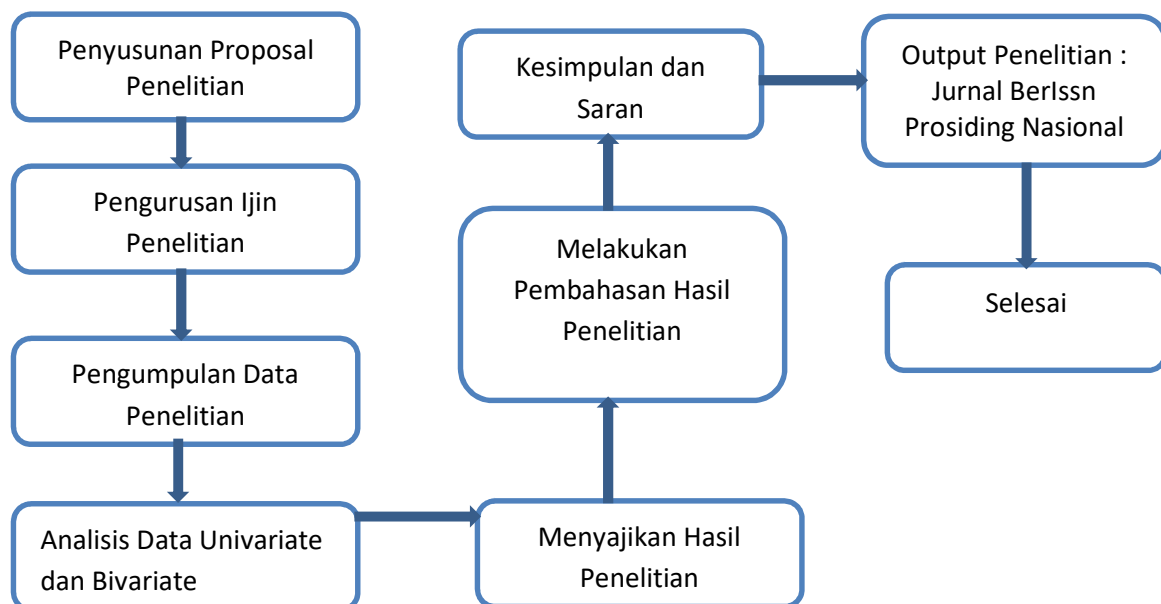 Penyusunan Proposal
Penelitian
Pengurusan Ijin
Penelitian
Pengumpulan Data
Penelitian
Analisis Data Univariate
dan Bivariate
Menyajikan Hasil
Penelitian
Melakukan
Pembahasan Hasil
Penelitian
Kesimpulan dan
Saran
Output Penelitian :
Jurnal BerIssn
Prosiding Nasional
Selesai